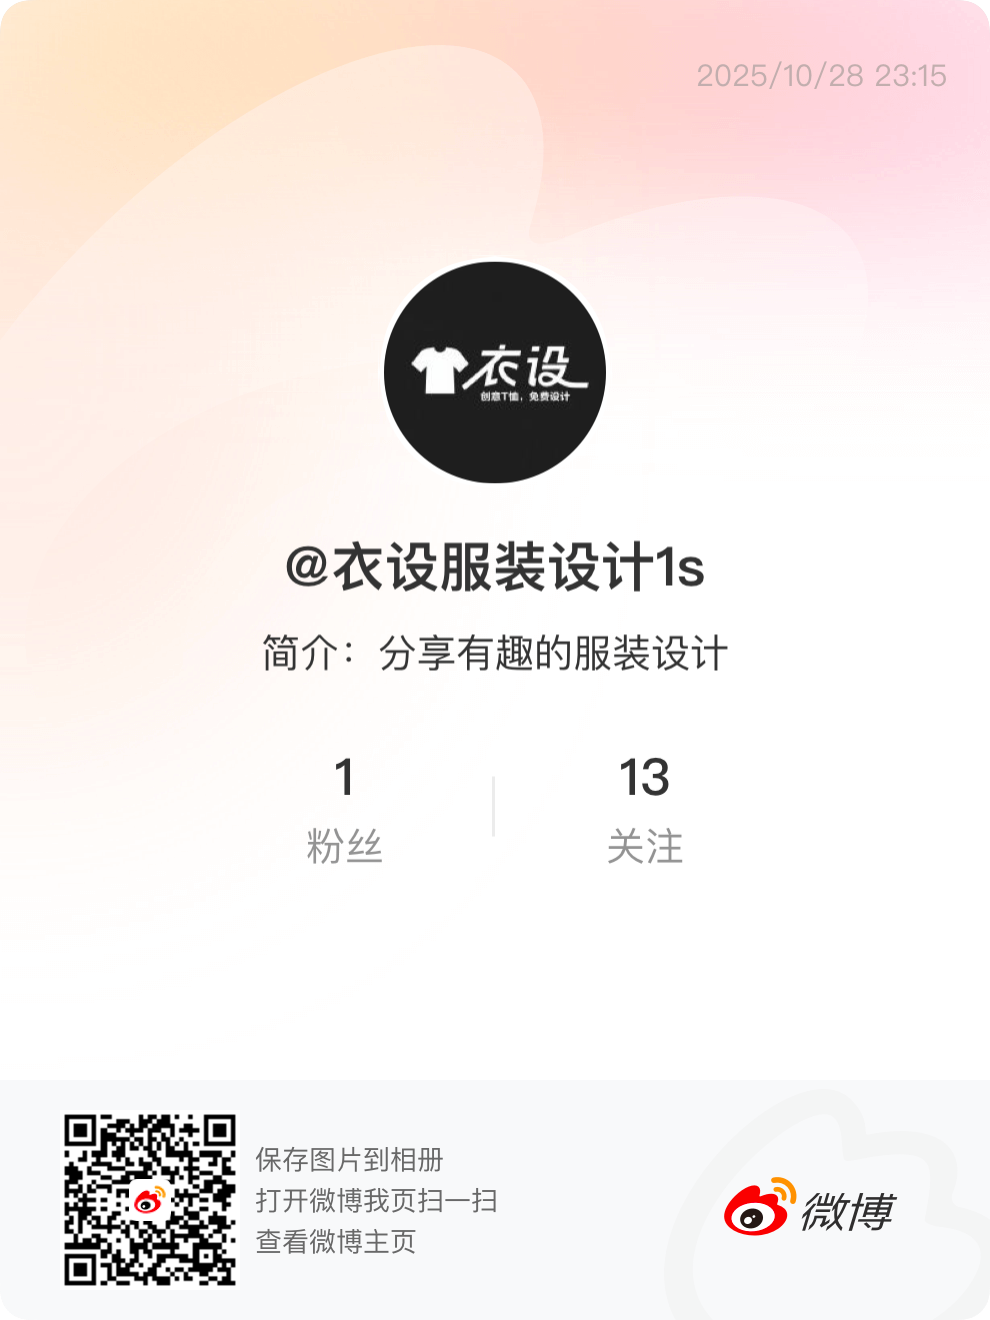 2025/10/28 23:15
衣设
创意T恤，免费设计
@衣设服装设计1s
简介：分享有趣的服装设计
1
13
粉丝
关注
保存图片到相册
打开微博我页扫一扫
查看微博主页
微博